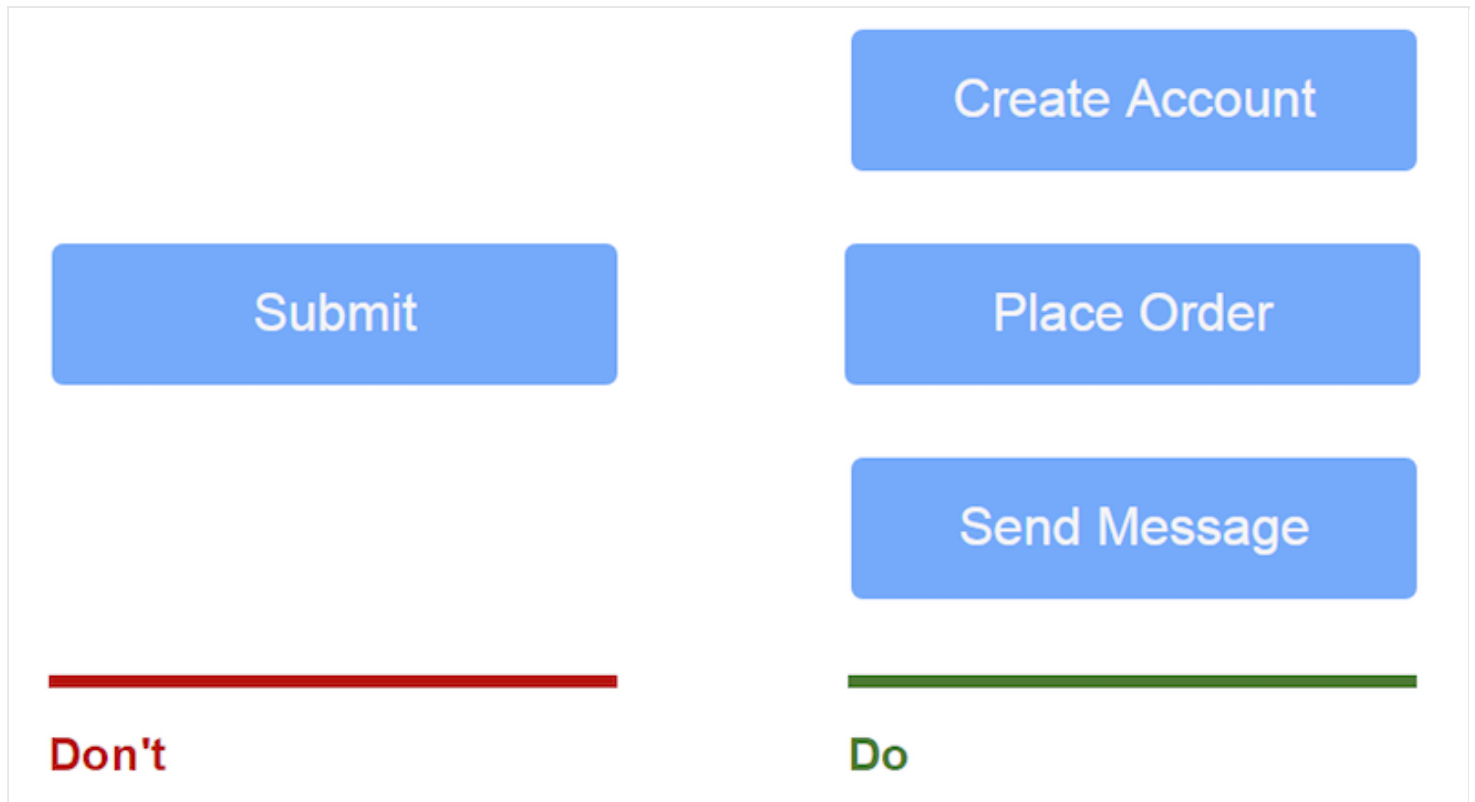 Create Account
Submit
Place Order
Send Message
Don't
Do